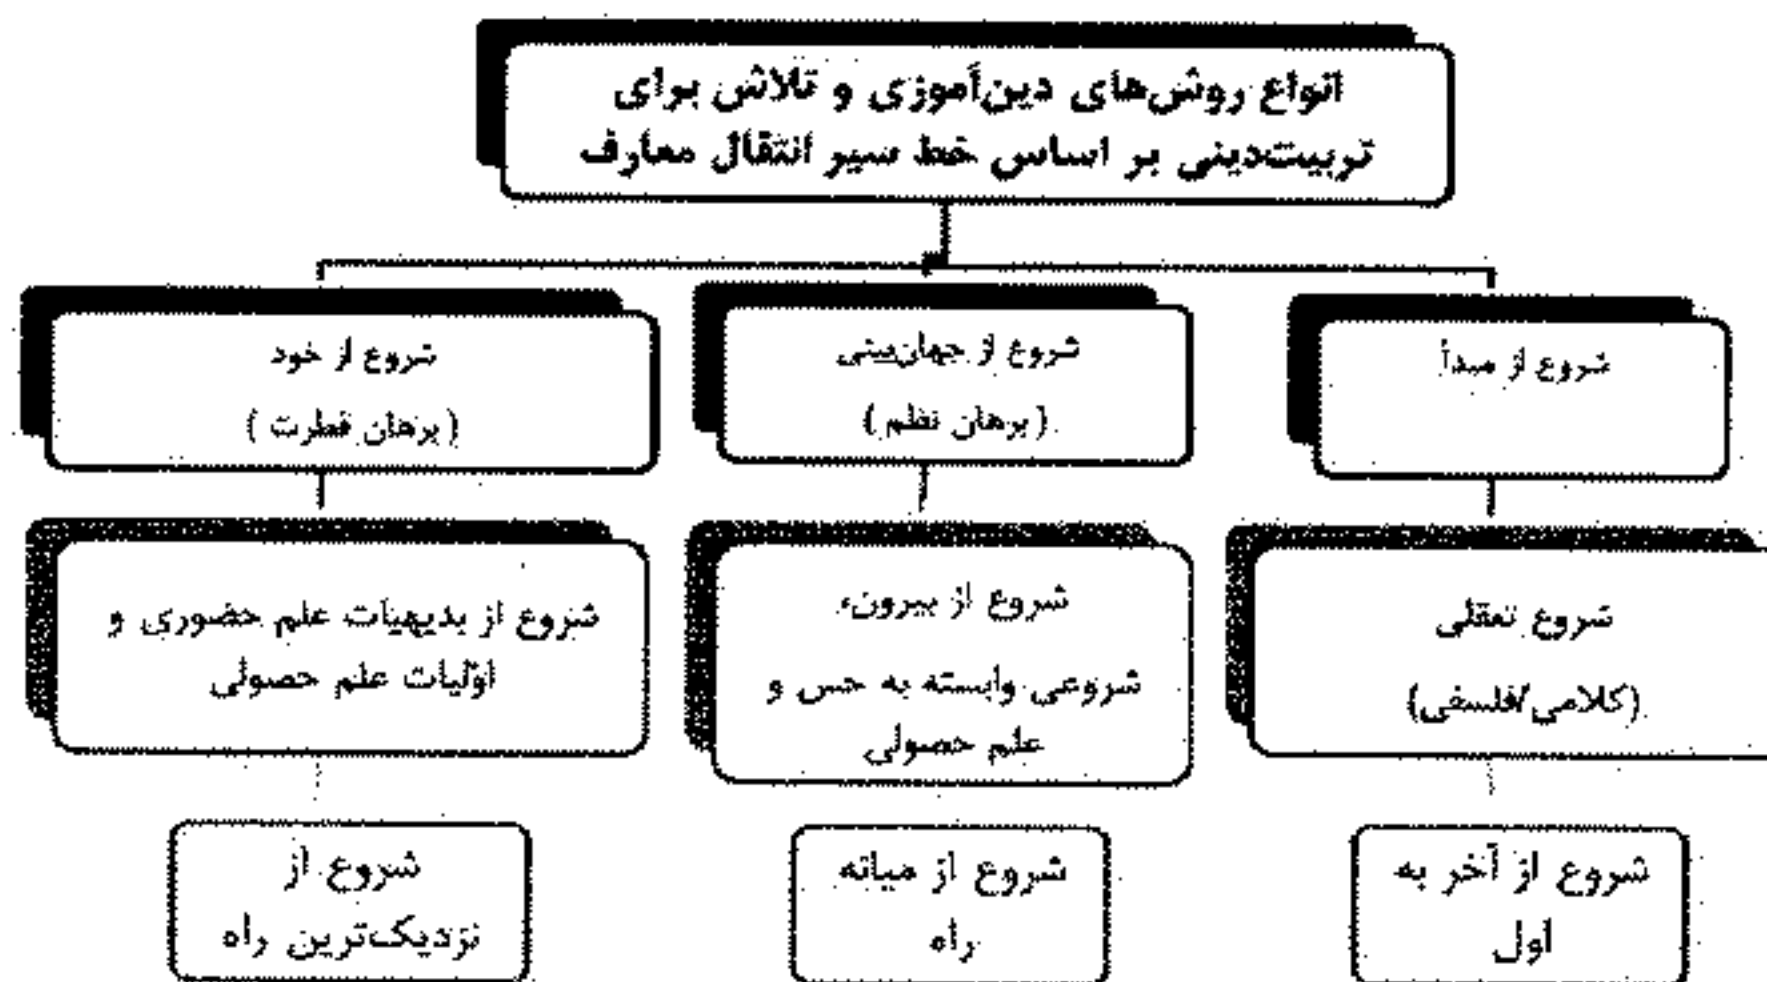 انواع روش‌های دین‌آموزی و تلاش برای
تربیت‌دینی بر اساس خط سیر انتقال معارف
شروع از مبدأ
شروع از جهان‌بینی
(برهان نظم)
شروع از خود
(برهان فطرت)
شروع تعقلی
(کلامی/فلسفی)
شروع از بیرون،
شروعی وابسته به حس و
علم حصولی
شروع از بدیهیات علم حضوری و
اوّلیات علم حصولی
شروع از آخر به
اول
شروع از میانه
راه
شروع از
نزدیک‌ترین راه